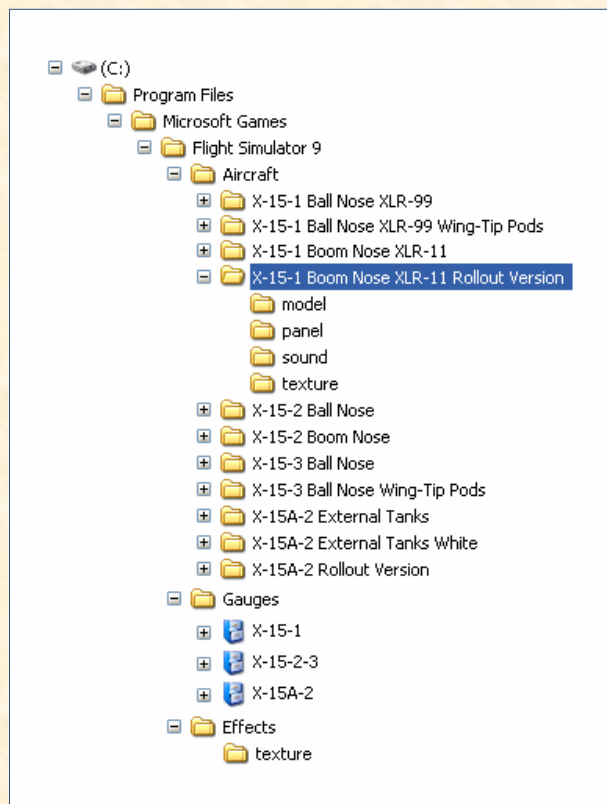 (C:)
Program Files
Microsoft Games
Flight Simulator 9
Aircraft
X-15-1 Ball Nose XLR-99
X-15-1 Ball Nose XLR-99 Wing-Tip Pods
X-15-1 Boom Nose XLR-11
X-15-1 Boom Nose XLR-11 Rollout Version
model
panel
sound
texture
X-15-2 Ball Nose
X-15-2 Boom Nose
X-15-3 Ball Nose
X-15-3 Ball Nose Wing-Tip Pods
X-15A-2 External Tanks
X-15A-2 External Tanks White
X-15A-2 Rollout Version
Gauges
X-15-1
X-15-2-3
X-15A-2
Effects
texture